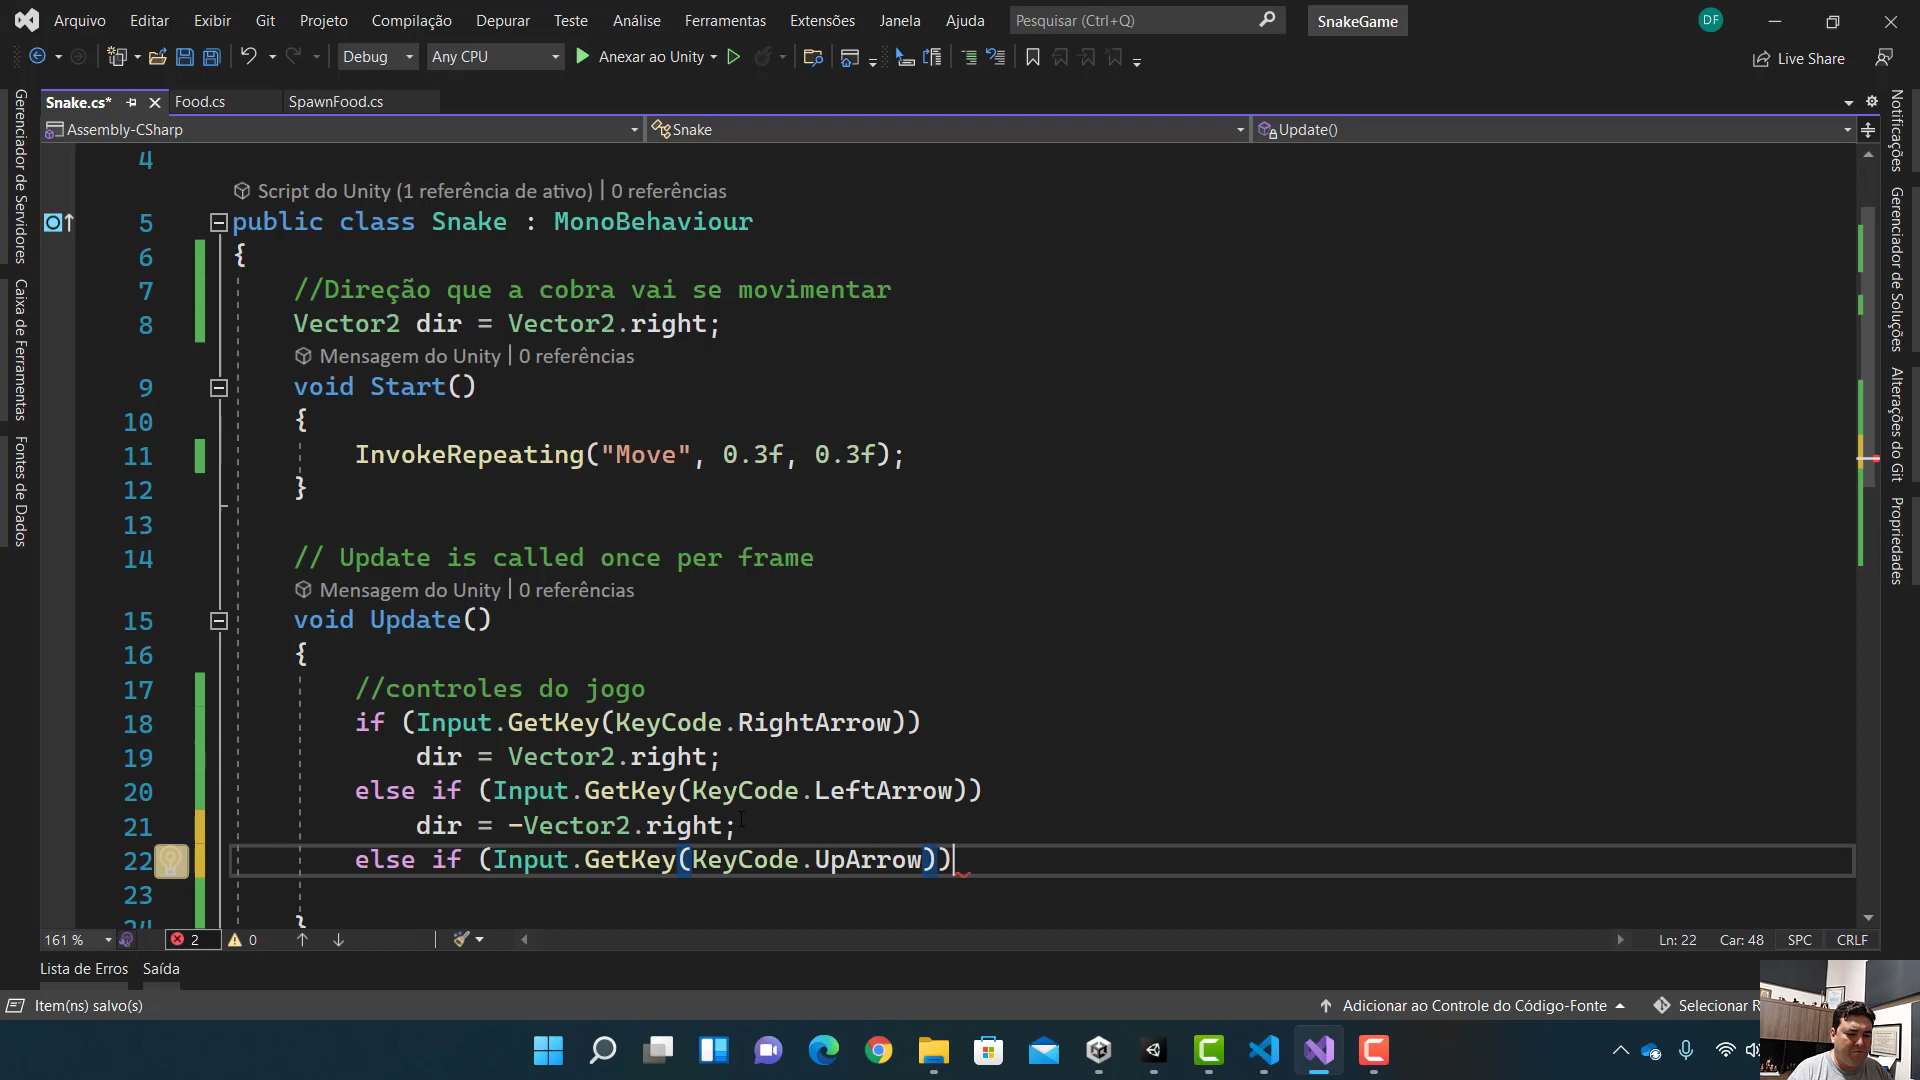 Arquivo Editar Exibir Git Projeto Compilação Depurar Teste Análise Ferramentas Extensões Janela Ajuda Pesquisar (Ctrl+Q) SnakeGame DF
Debug Any CPU Anexar ao Unity Live Share
Snake.cs* Food.cs SpawnFood.cs
Assembly-CSharp Snake Update()
Gerenciador de Servidores
Caixa de Ferramentas
Fontes de Dados
4
Script do Unity (1 referência de ativo) | 0 referências
5 public class Snake : MonoBehaviour
6 {
7 //Direção que a cobra vai se movimentar
8 Vector2 dir = Vector2.right;
Mensagem do Unity | 0 referências
9 void Start()
10 {
11 InvokeRepeating("Move", 0.3f, 0.3f);
12 }
13
14 // Update is called once per frame
Mensagem do Unity | 0 referências
15 void Update()
16 {
17 //controles do jogo
18 if (Input.GetKey(KeyCode.RightArrow))
19 dir = Vector2.right;
20 else if (Input.GetKey(KeyCode.LeftArrow))
21 dir = -Vector2.right;
22 else if (Input.GetKey(KeyCode.UpArrow))
23
24 }
Notificações
Gerenciador de Soluções
Alterações do Git
Propriedades
161 % 2 0 Ln: 22 Car: 48 SPC CRLF
Lista de Erros Saída
Item(ns) salvo(s) Adicionar ao Controle do Código-Fonte Selecionar